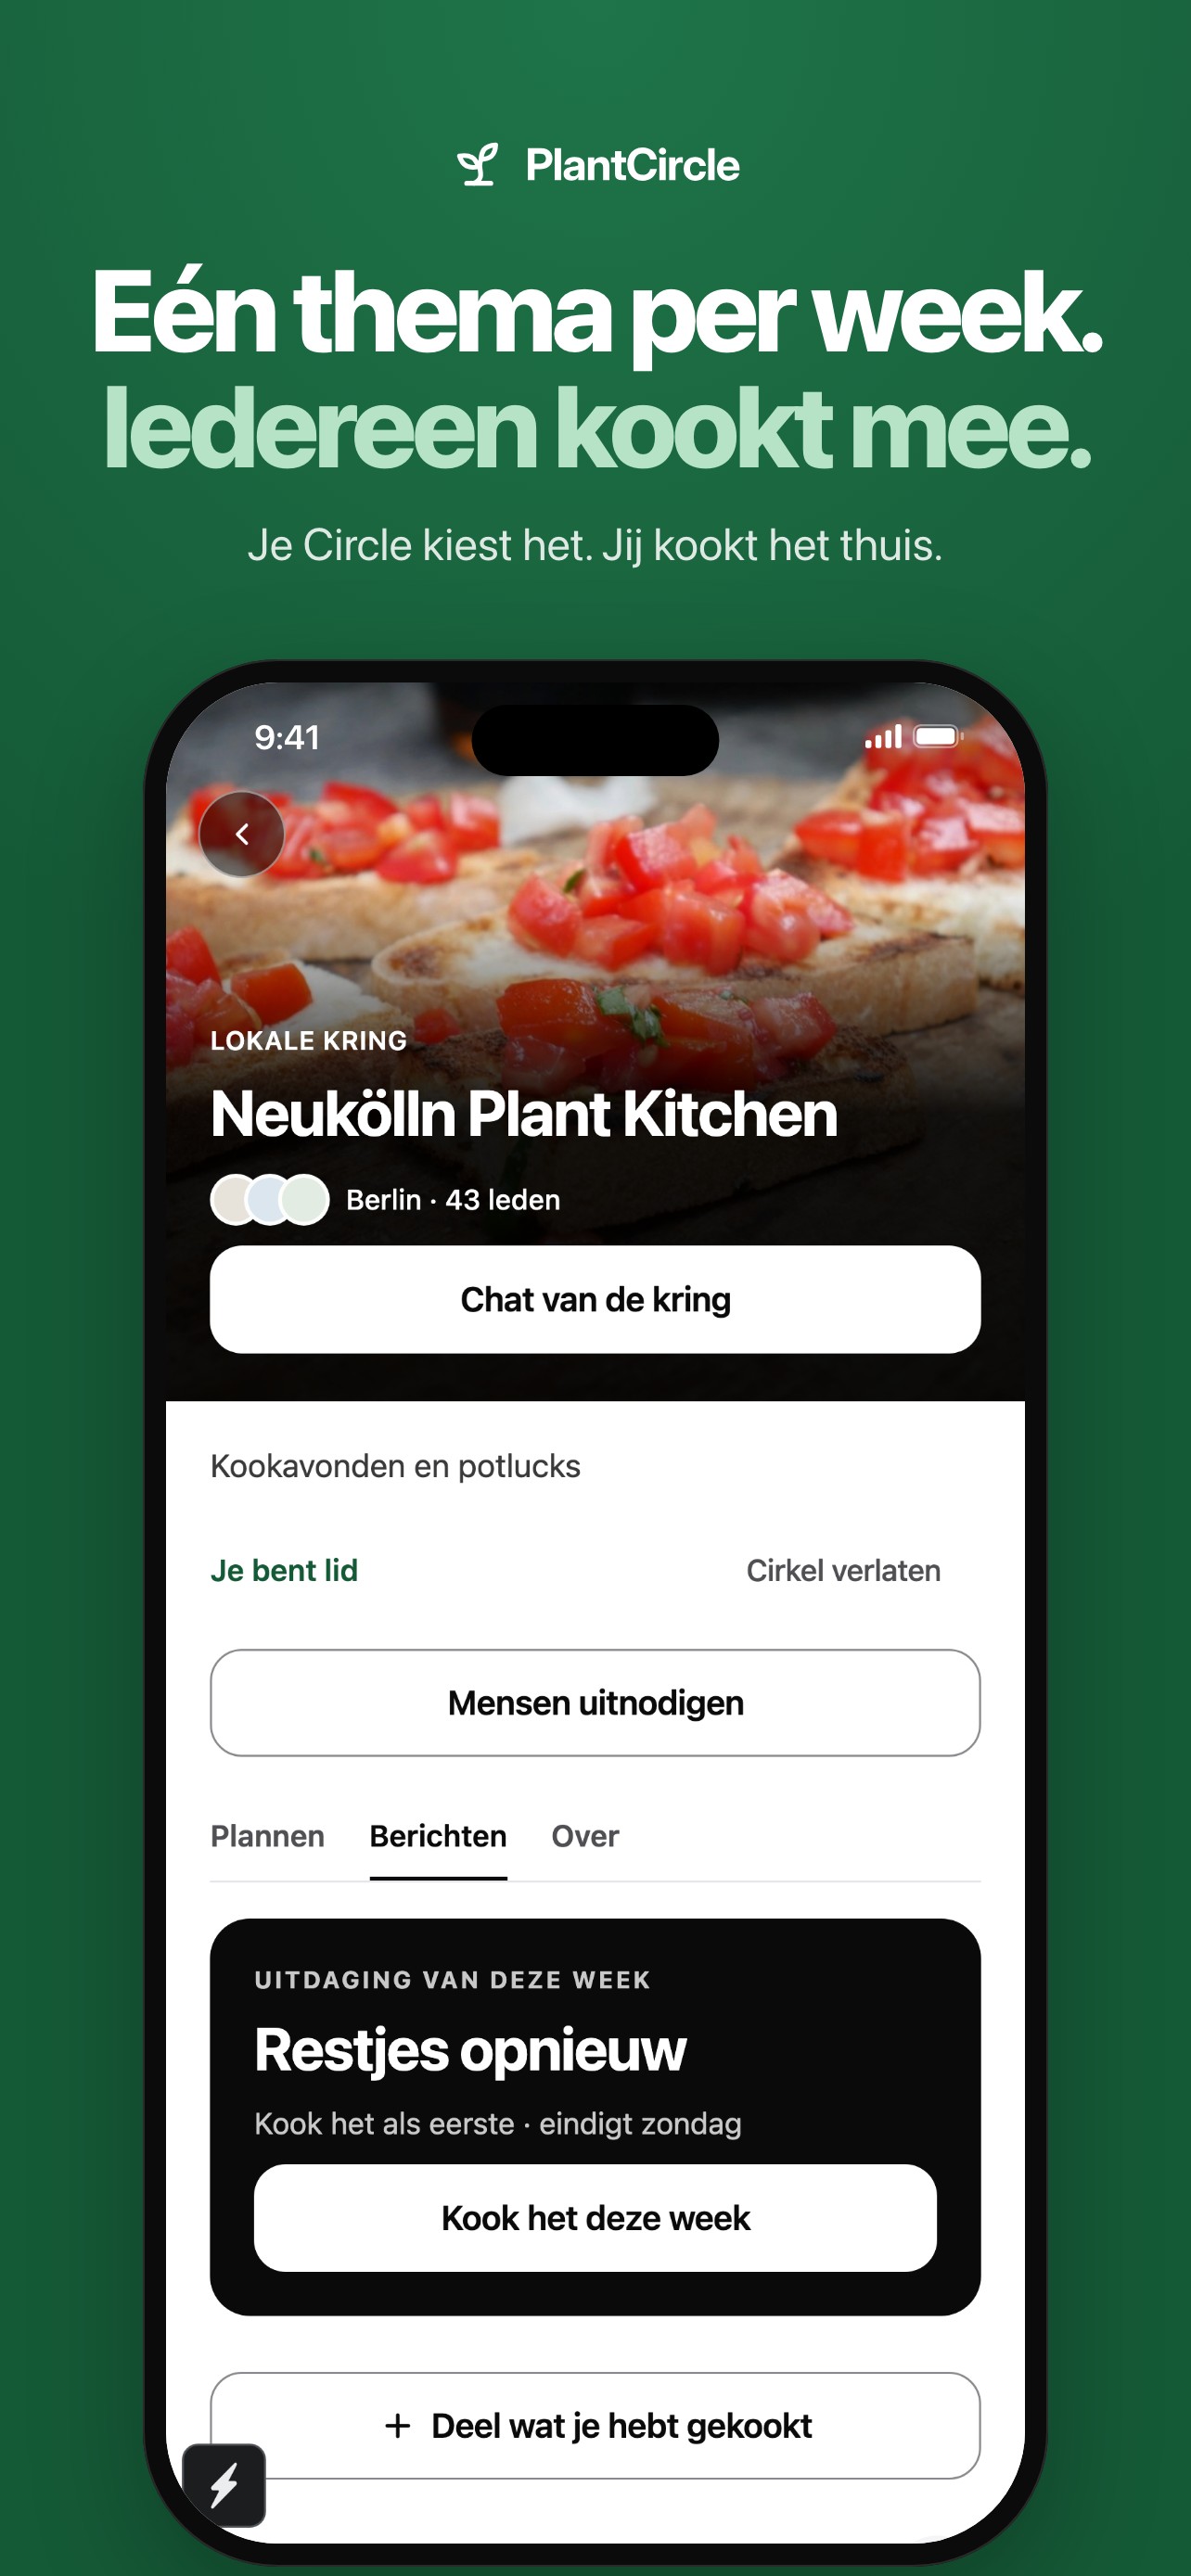 PlantCircle
Eén thema per week.
Iedereen kookt mee.
Je Circle kiest het. Jij kookt het thuis.
9:41
LOKALE KRING
Neukölln Plant Kitchen
Berlin · 43 leden
Chat van de kring
Kookavonden en potlucks
Je bent lid
Cirkel verlaten
Mensen uitnodigen
Plannen Berichten Over
UITDAGING VAN DEZE WEEK
Restjes opnieuw
Kook het als eerste · eindigt zondag
Kook het deze week
+ Deel wat je hebt gekookt